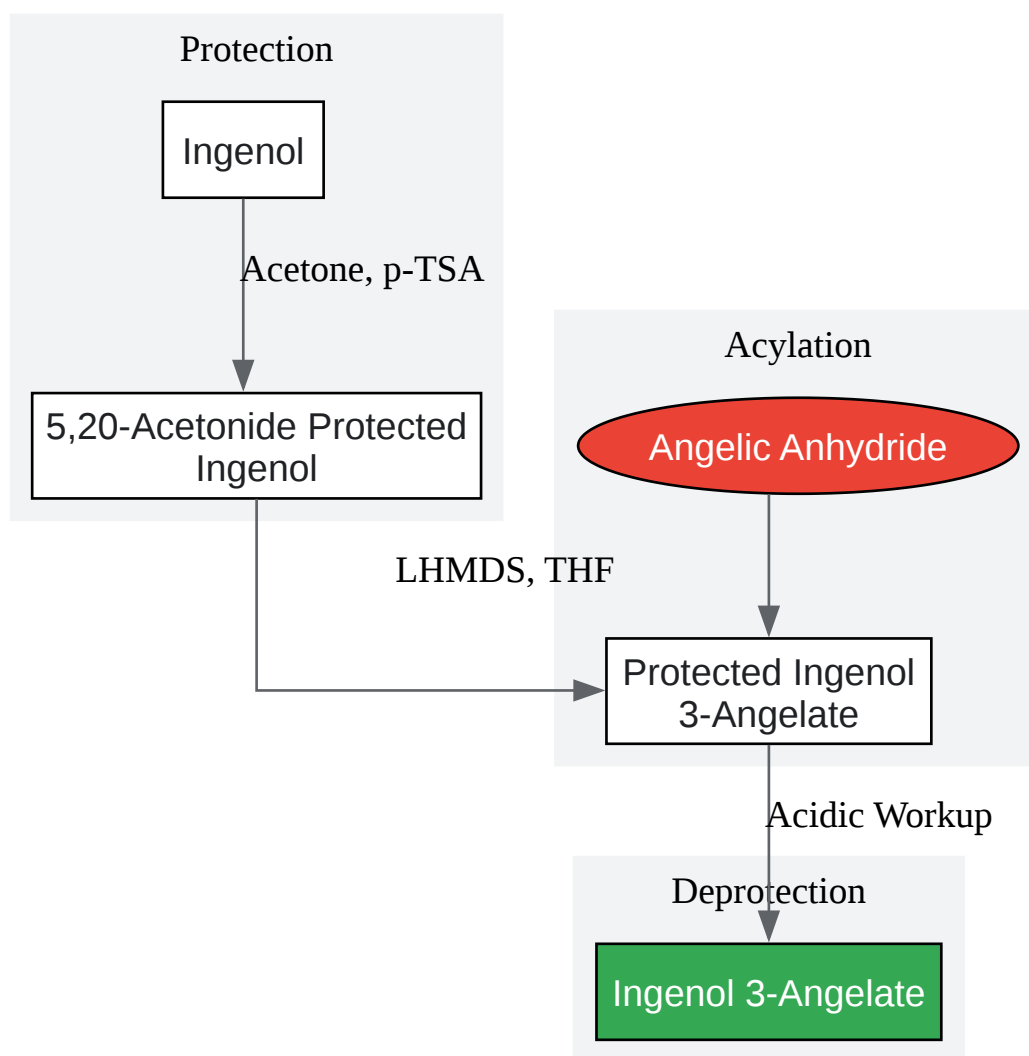 Protection
Ingenol
Acetone, p-TSA
5,20-Acetonide Protected
Ingenol
Acylation
Angelic Anhydride
LHMDS, THF
Protected Ingenol
3-Angelate
Acidic Workup
Deprotection
Ingenol 3-Angelate